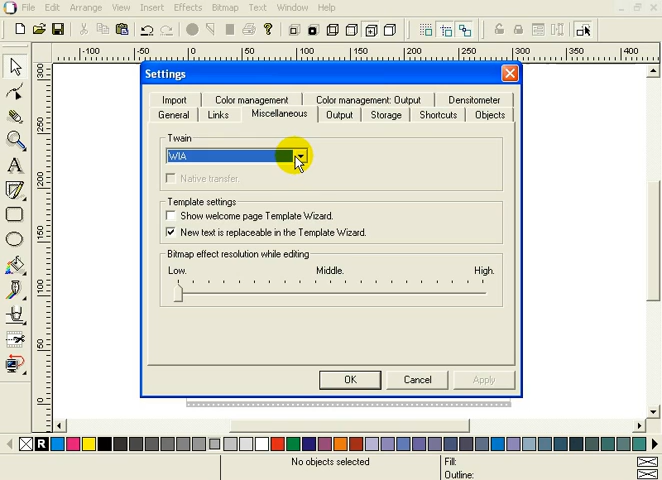 File Edit Arrange View Insert Effects Bitmap Text Window Help
-100 -50 0 50 100 150 200 250 300 350 400
300
250
200
150
100
50
0
Settings
Import Color management Color management: Output Densitometer
General Links Miscellaneous Output Storage Shortcuts Objects
Twain
WIA
Native transfer.
Template settings
Show welcome page Template Wizard.
New text is replaceable in the Template Wizard.
Bitmap effect resolution while editing
Low. Middle. High.
OK Cancel Apply
R
No objects selected Fill:
Outline: